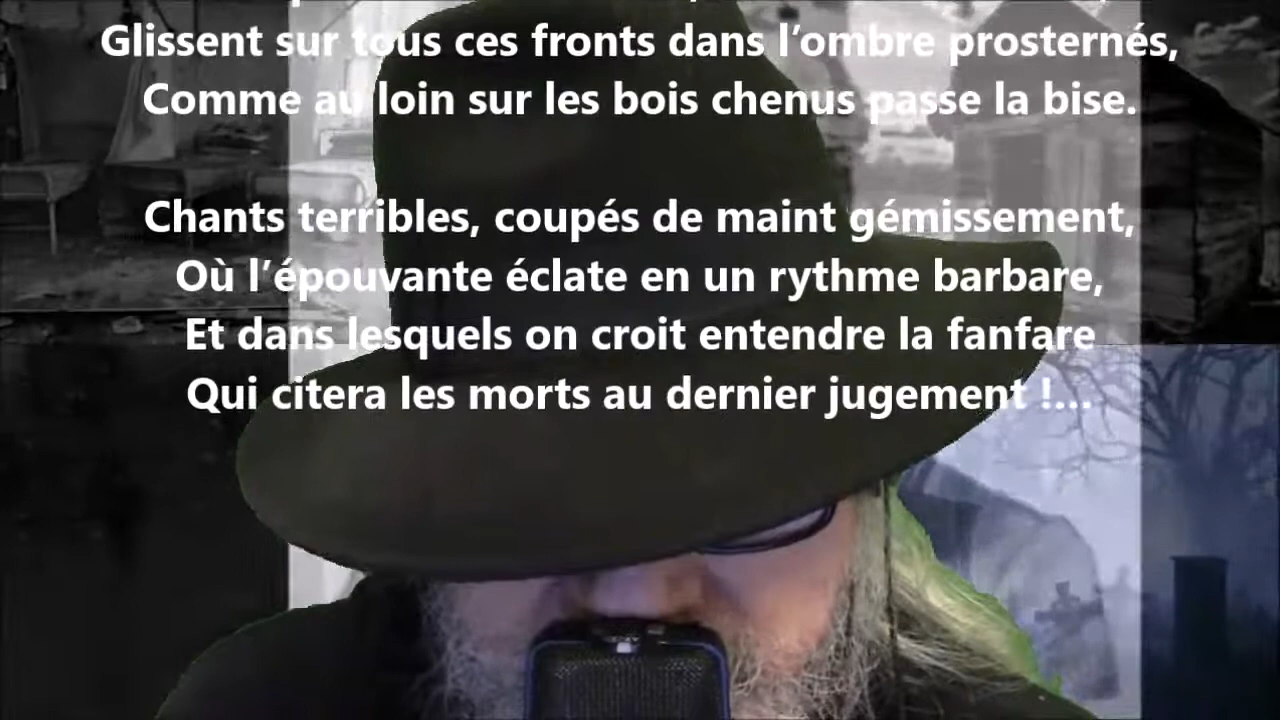 Glissent sur tous ces fronts dans l’ombre prosternés,
Comme au loin sur les bois chenus passe la bise.
Chants terribles, coupés de maint gémissement,
Où l’épouvante éclate en un rythme barbare,
Et dans lesquels on croit entendre la fanfare
Qui citera les morts au dernier jugement !...